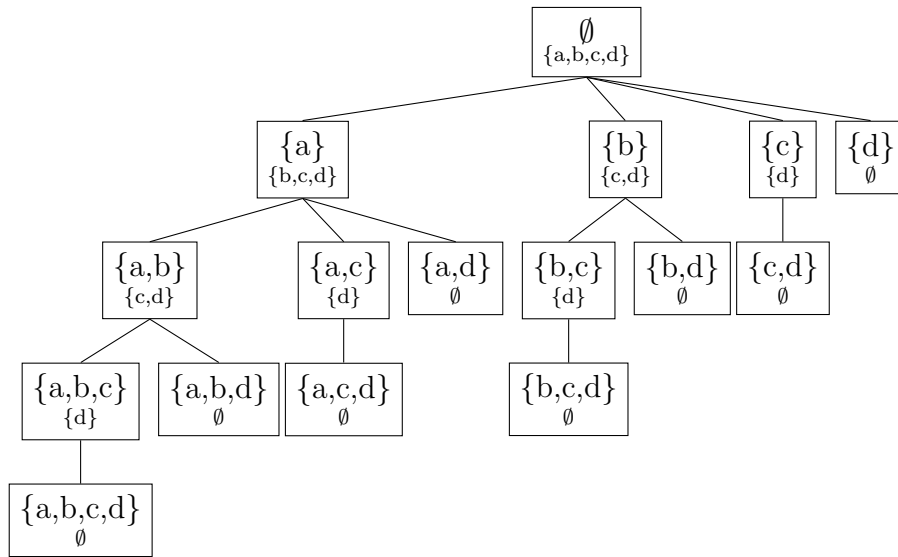 ∅
{a,b,c,d}
{a}
{b,c,d}
{b}
{c,d}
{c}
{d}
{d}
∅
{a,b}
{c,d}
{a,c}
{d}
{a,d}
∅
{b,c}
{d}
{b,d}
∅
{c,d}
∅
{a,b,c}
{d}
{a,b,d}
∅
{a,c,d}
∅
{b,c,d}
∅
{a,b,c,d}
∅